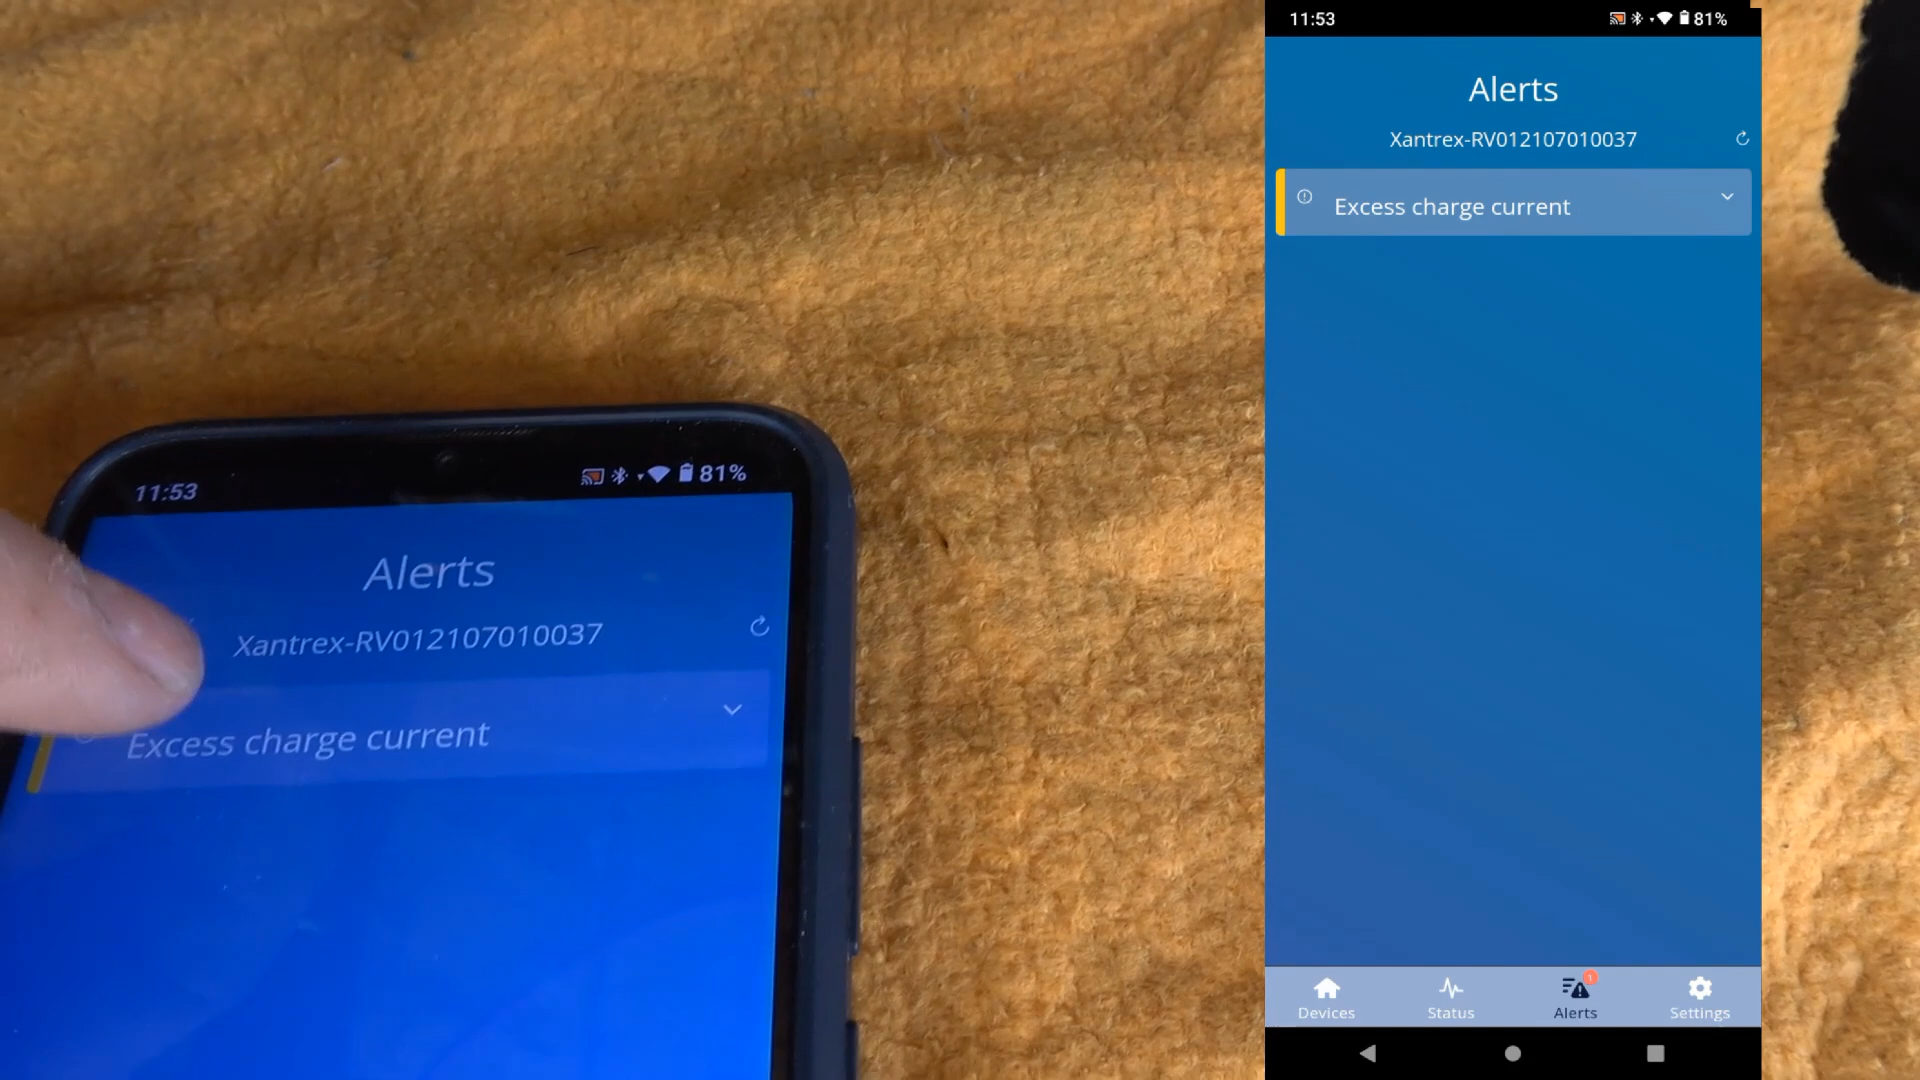 11:53
81%
Alerts
Xantrex-RV012107010037
Excess charge current
11:53
81%
Alerts
Xantrex-RV012107010037
Excess charge current
1
Devices
Status
Alerts
Settings